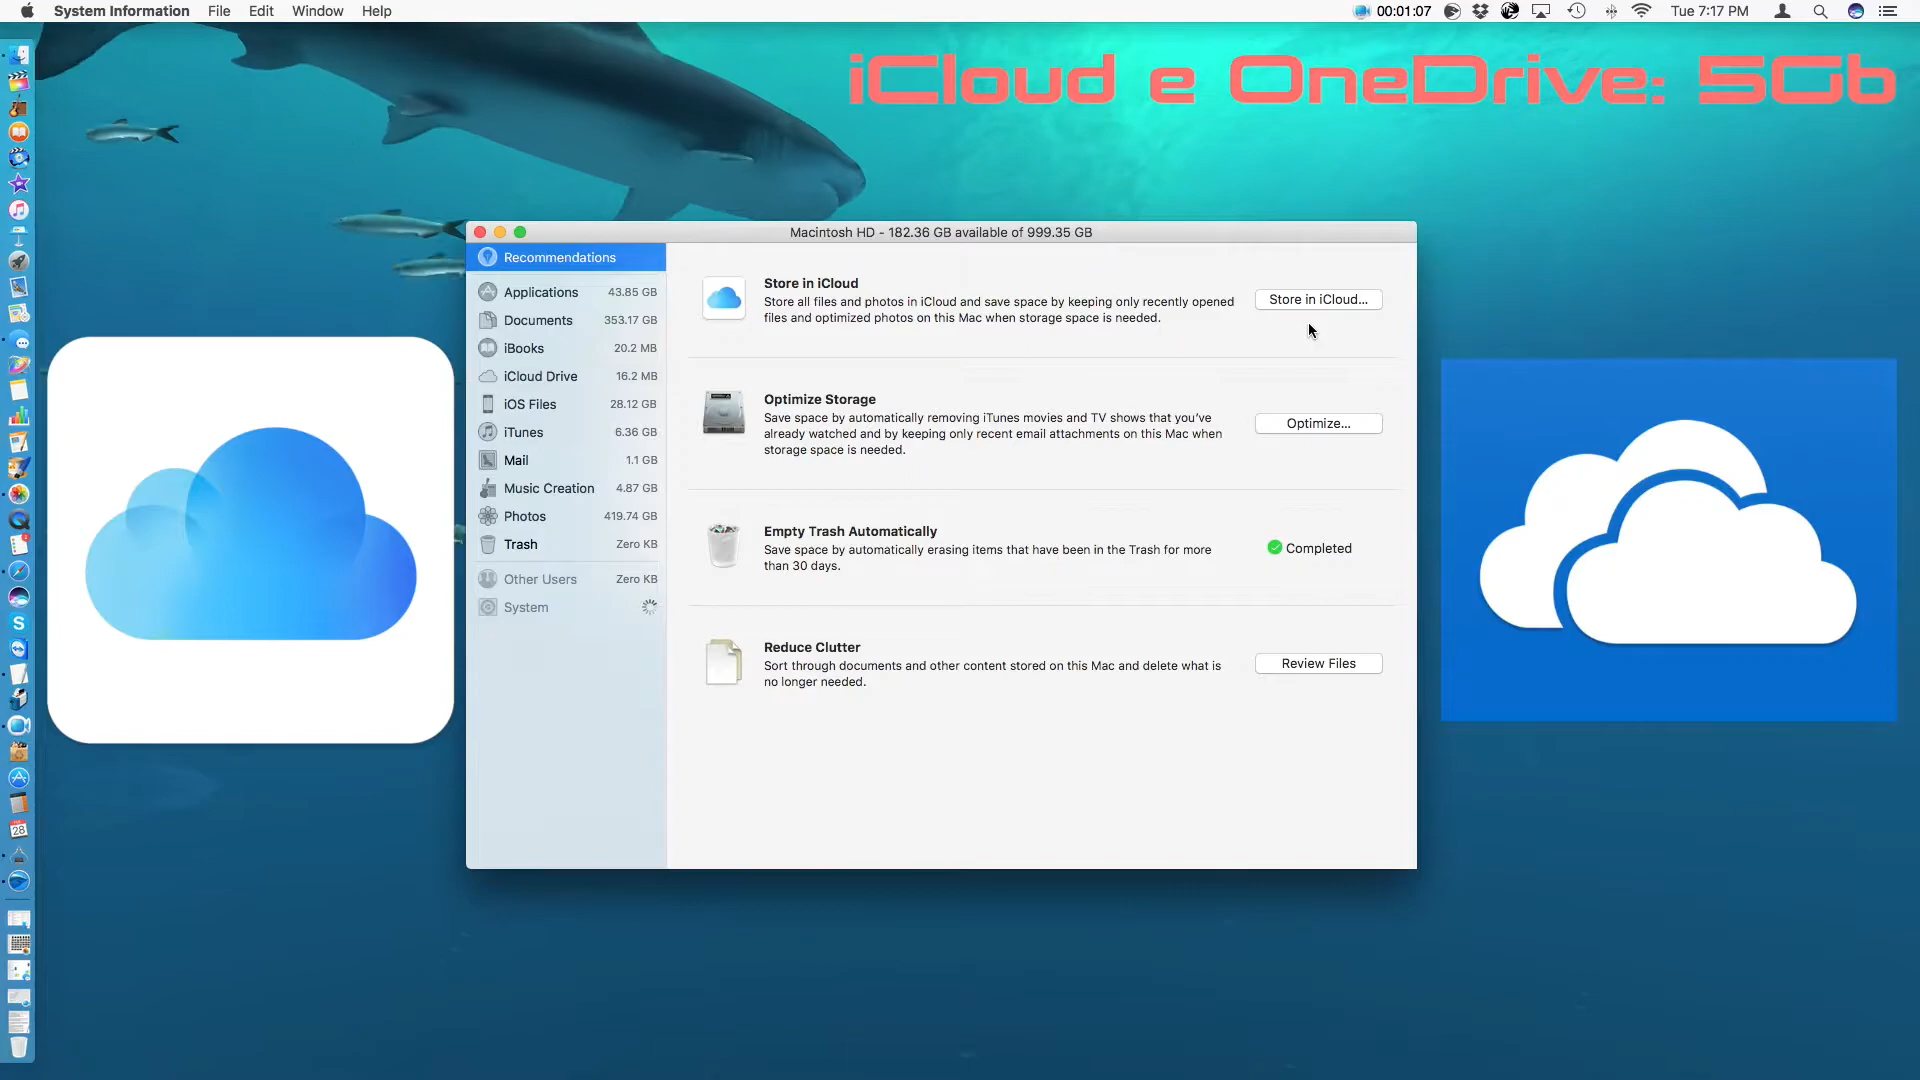 System Information File Edit Window Help
00:01:07 Tue 7:17 PM
iCloud e OneDrive: 5Gb
Macintosh HD - 182.36 GB available of 999.35 GB
Recommendations
Applications 43.85 GB
Documents 353.17 GB
iBooks 20.2 MB
iCloud Drive 16.2 MB
iOS Files 28.12 GB
iTunes 6.36 GB
Mail 1.1 GB
Music Creation 4.87 GB
Photos 419.74 GB
Trash Zero KB
Other Users Zero KB
System
Store in iCloud
Store all files and photos in iCloud and save space by keeping only recently opened
files and optimized photos on this Mac when storage space is needed.
Store in iCloud...
Optimize Storage
Save space by automatically removing iTunes movies and TV shows that you've
already watched and by keeping only recent email attachments on this Mac when
storage space is needed.
Optimize...
Empty Trash Automatically
Save space by automatically erasing items that have been in the Trash for more
than 30 days.
Completed
Reduce Clutter
Sort through documents and other content stored on this Mac and delete what is
no longer needed.
Review Files
S
28